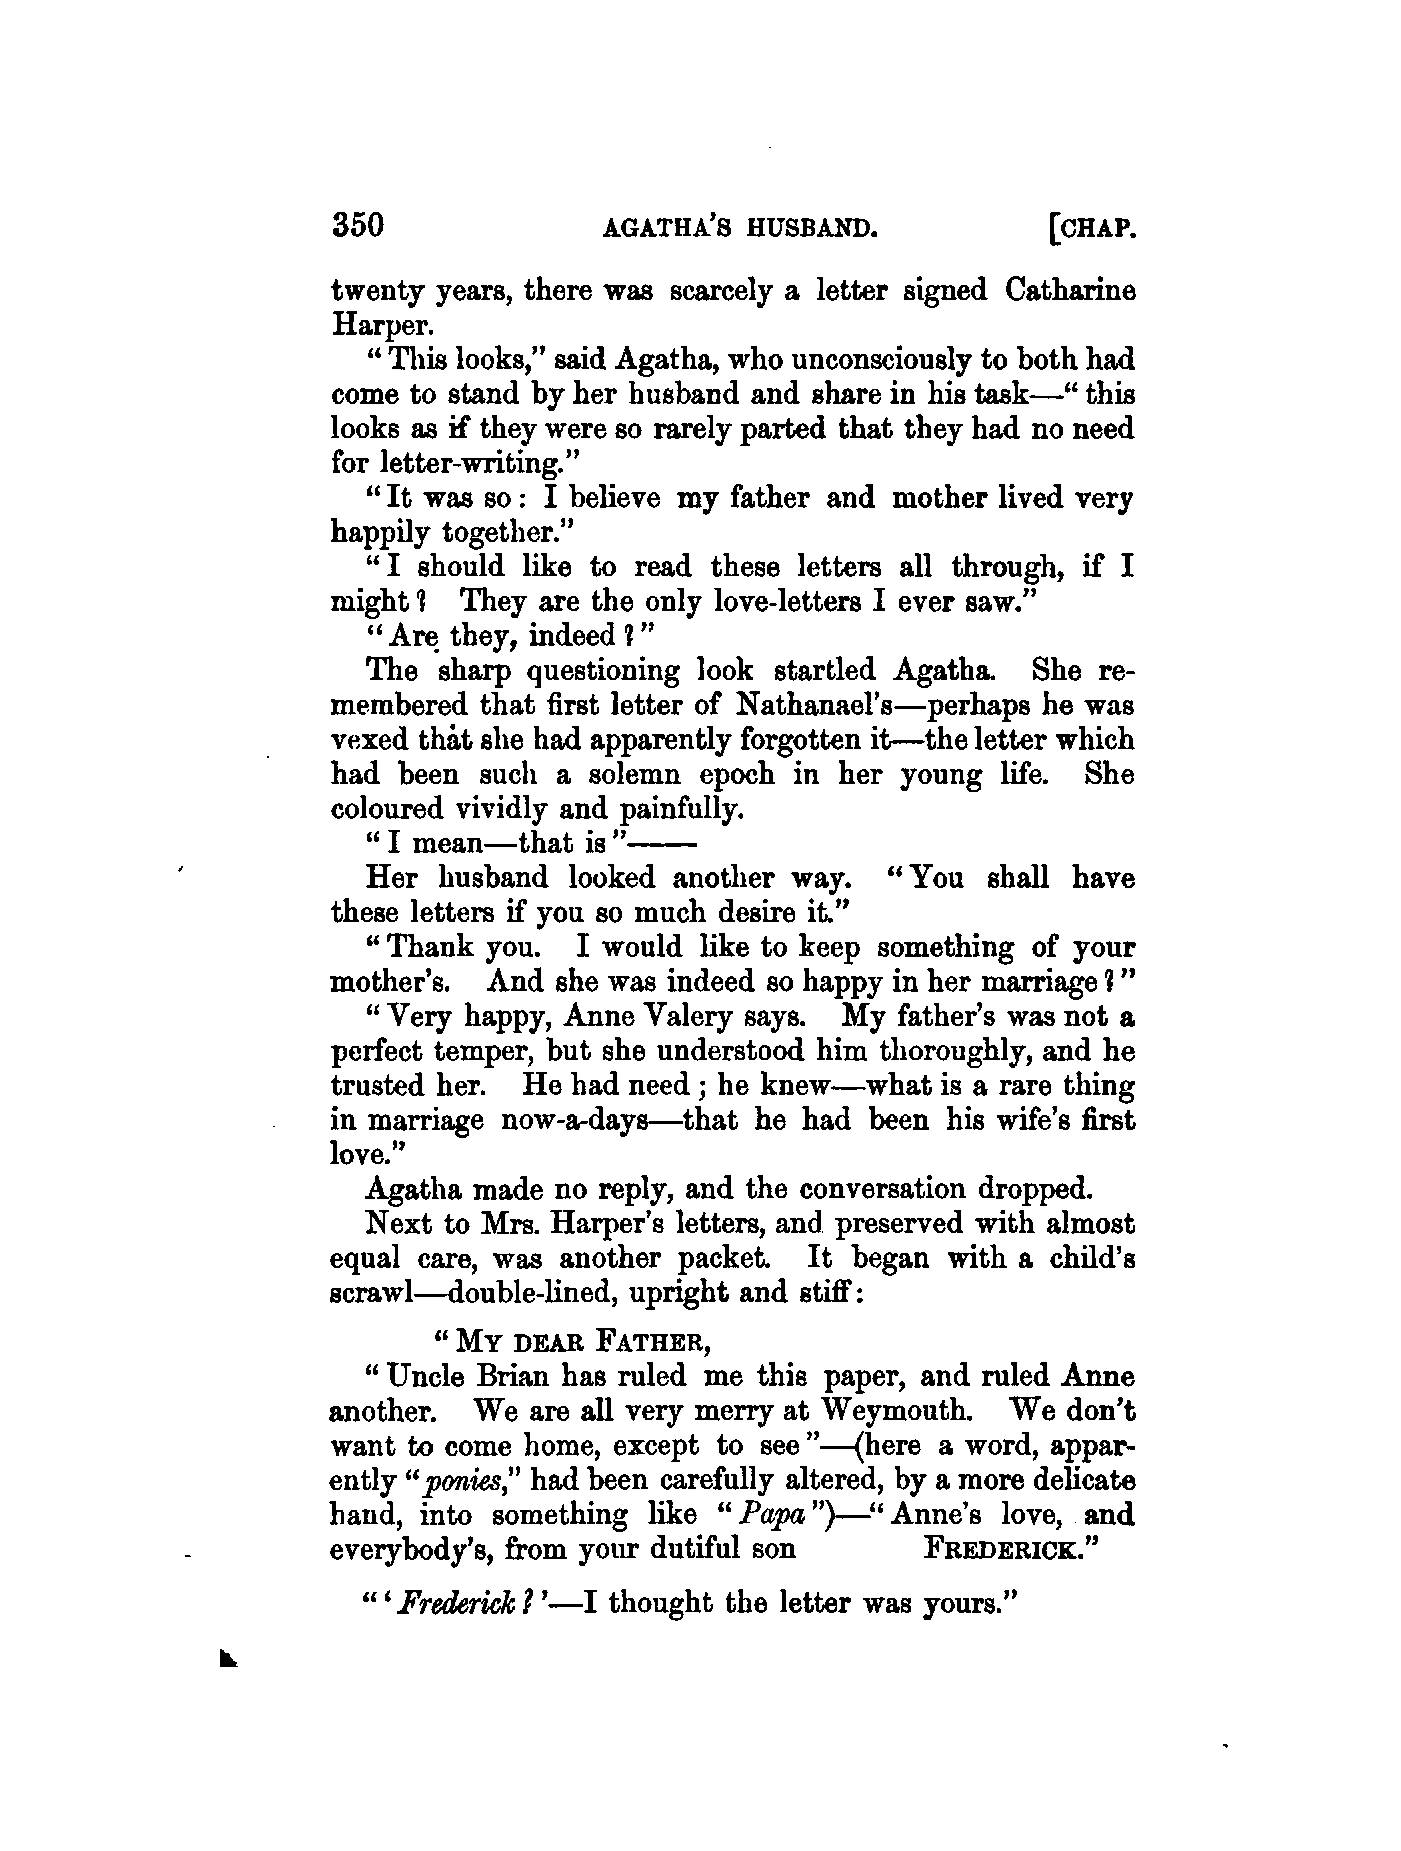 350 AGATHA'S HUSBAND. [CHAP.
twenty years, there was scarcely a letter signed Catharine
Harper.
"This looks," said Agatha, who unconsciously to both had
come to stand by her husband and share in his task—"this
looks as if they were so rarely parted that they had no need
for letter-writing."
"It was so: I believe my father and mother lived very
happily together."
"I should like to read these letters all through, if I
might? They are the only love-letters I ever saw."
"Are they, indeed?"
The sharp questioning look startled Agatha. She re-
membered that first letter of Nathanael's—perhaps he was
vexed that she had apparently forgotten it—the letter which
had been such a solemn epoch in her young life. She
coloured vividly and painfully.
"I mean—that is"——
Her husband looked another way. "You shall have
these letters if you so much desire it."
"Thank you. I would like to keep something of your
mother's. And she was indeed so happy in her marriage?"
"Very happy, Anne Valery says. My father's was not a
perfect temper, but she understood him thoroughly, and he
trusted her. He had need; he knew—what is a rare thing
in marriage now-a-days—that he had been his wife's first
love."
Agatha made no reply, and the conversation dropped.
Next to Mrs. Harper's letters, and preserved with almost
equal care, was another packet. It began with a child's
scrawl—double-lined, upright and stiff:
"MY DEAR FATHER,
"Uncle Brian has ruled me this paper, and ruled Anne
another. We are all very merry at Weymouth. We don't
want to come home, except to see"—(here a word, appar-
ently "ponies," had been carefully altered, by a more delicate
hand, into something like "Papa")—"Anne's love, and
everybody's, from your dutiful son FREDERICK."
"'Frederick?'—I thought the letter was yours."